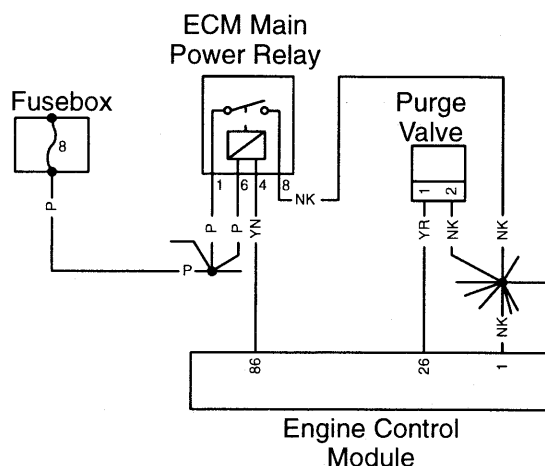 ECM Main
Power Relay
Fusebox
8
Purge
Valve
1 6 4 8
1 2
NK
P
P
P
YN
YR
NK
NK
P
NK
86
26
1
Engine Control
Module